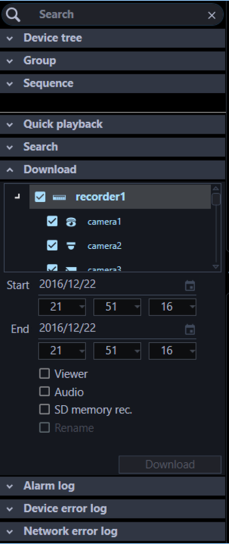 Search
Device tree
Group
Sequence
Quick playback
Search
Download
recorder1
camera1
camera2
camera3
Start 2016/12/22
21 51 16
End 2016/12/22
21 51 16
Viewer
Audio
SD memory rec.
Rename
Download
Alarm log
Device error log
Network error log